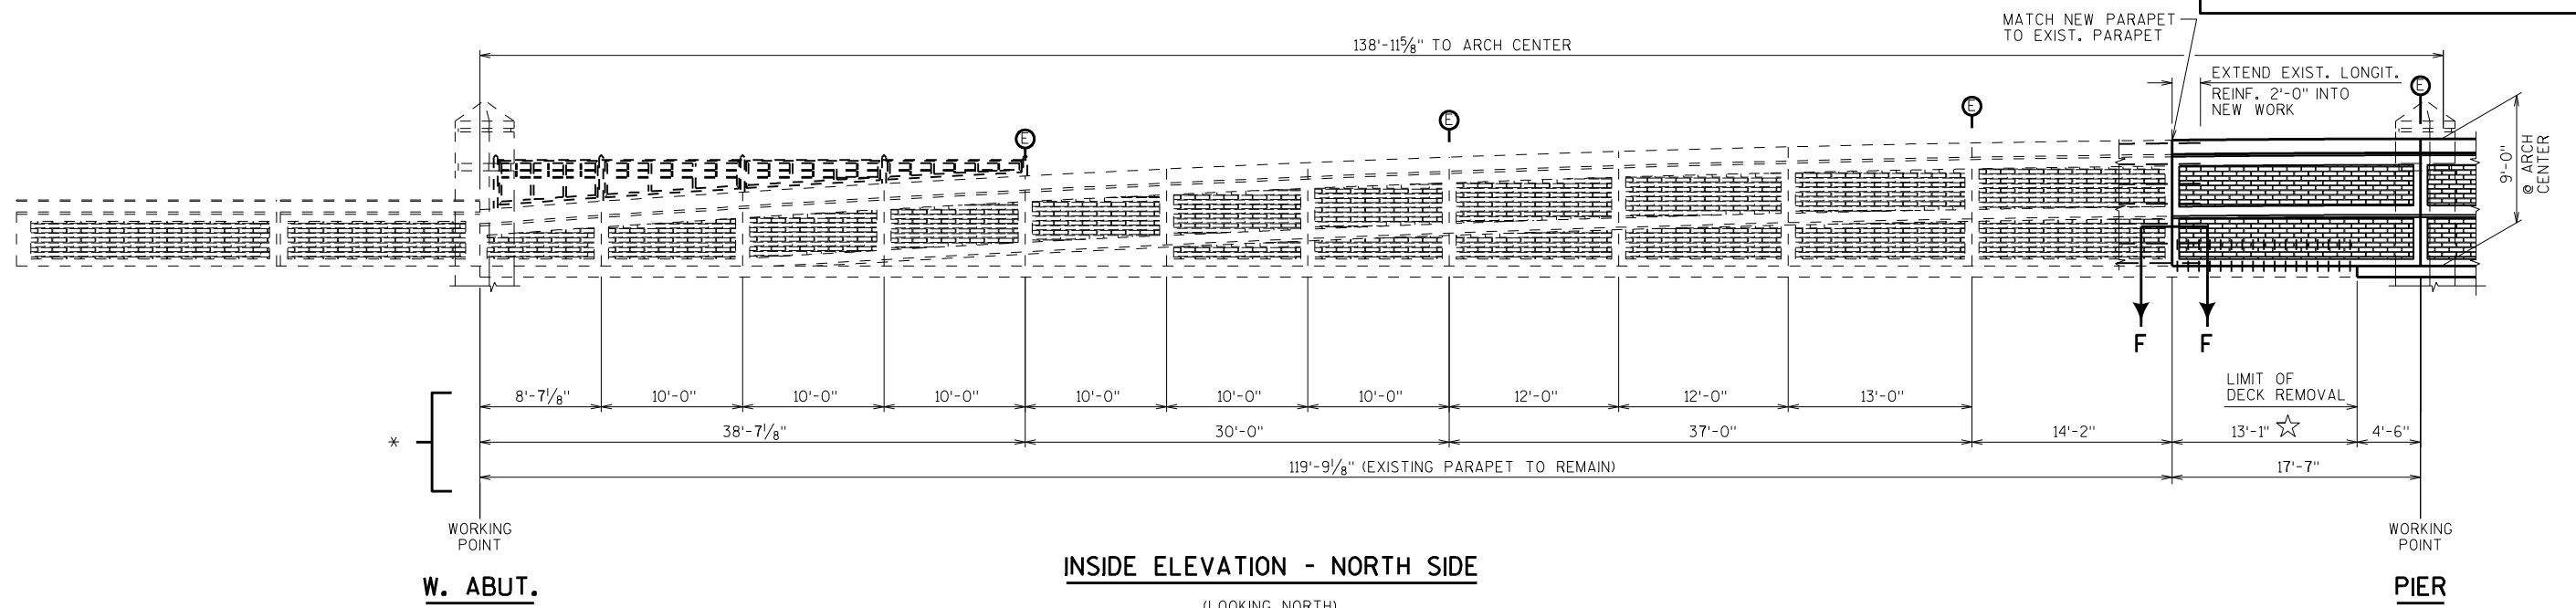 MATCH NEW PARAPET
TO EXIST. PARAPET
138'-11⅝" TO ARCH CENTER
EXTEND EXIST. LONGIT.
REINF. 2'-0" INTO
NEW WORK
E
E
E
E
9'-0"
@ ARCH
CENTER
F
F
LIMIT OF
DECK REMOVAL
8'-7⅛"
10'-0"
10'-0"
10'-0"
10'-0"
10'-0"
10'-0"
12'-0"
12'-0"
13'-0"
*
38'-7⅛"
30'-0"
37'-0"
14'-2"
13'-1" ☆
4'-6"
119'-9⅛" (EXISTING PARAPET TO REMAIN)
17'-7"
WORKING
POINT
WORKING
POINT
W. ABUT.
INSIDE ELEVATION - NORTH SIDE
(LOOKING NORTH)
PIER